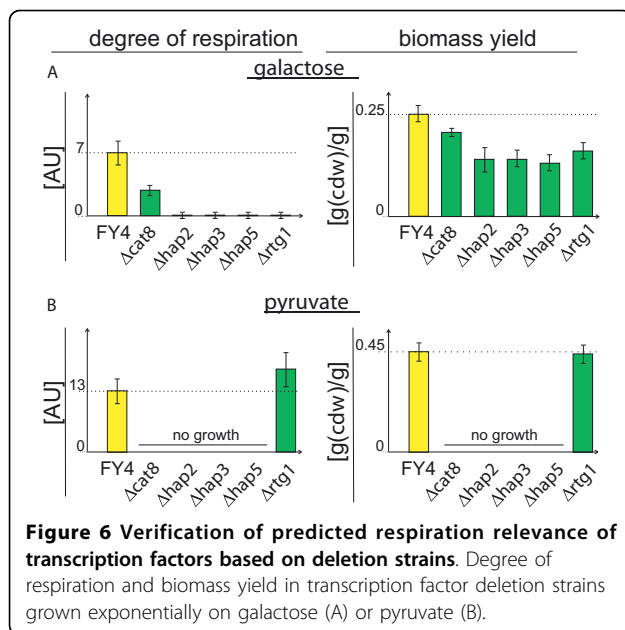 degree of respiration biomass yield
A galactose
[AU] 7 0
FY4 Δcat8 Δhap2 Δhap3 Δhap5 Δrtg1
[g(cdw)/g] 0.25 0
FY4 Δcat8 Δhap2 Δhap3 Δhap5 Δrtg1
B pyruvate
[AU] 13 0
no growth
FY4 Δcat8 Δhap2 Δhap3 Δhap5 Δrtg1
[g(cdw)/g] 0.45 0
no growth
FY4 Δcat8 Δhap2 Δhap3 Δhap5 Δrtg1
Figure 6 Verification of predicted respiration relevance of
transcription factors based on deletion strains. Degree of
respiration and biomass yield in transcription factor deletion strains
grown exponentially on galactose (A) or pyruvate (B).